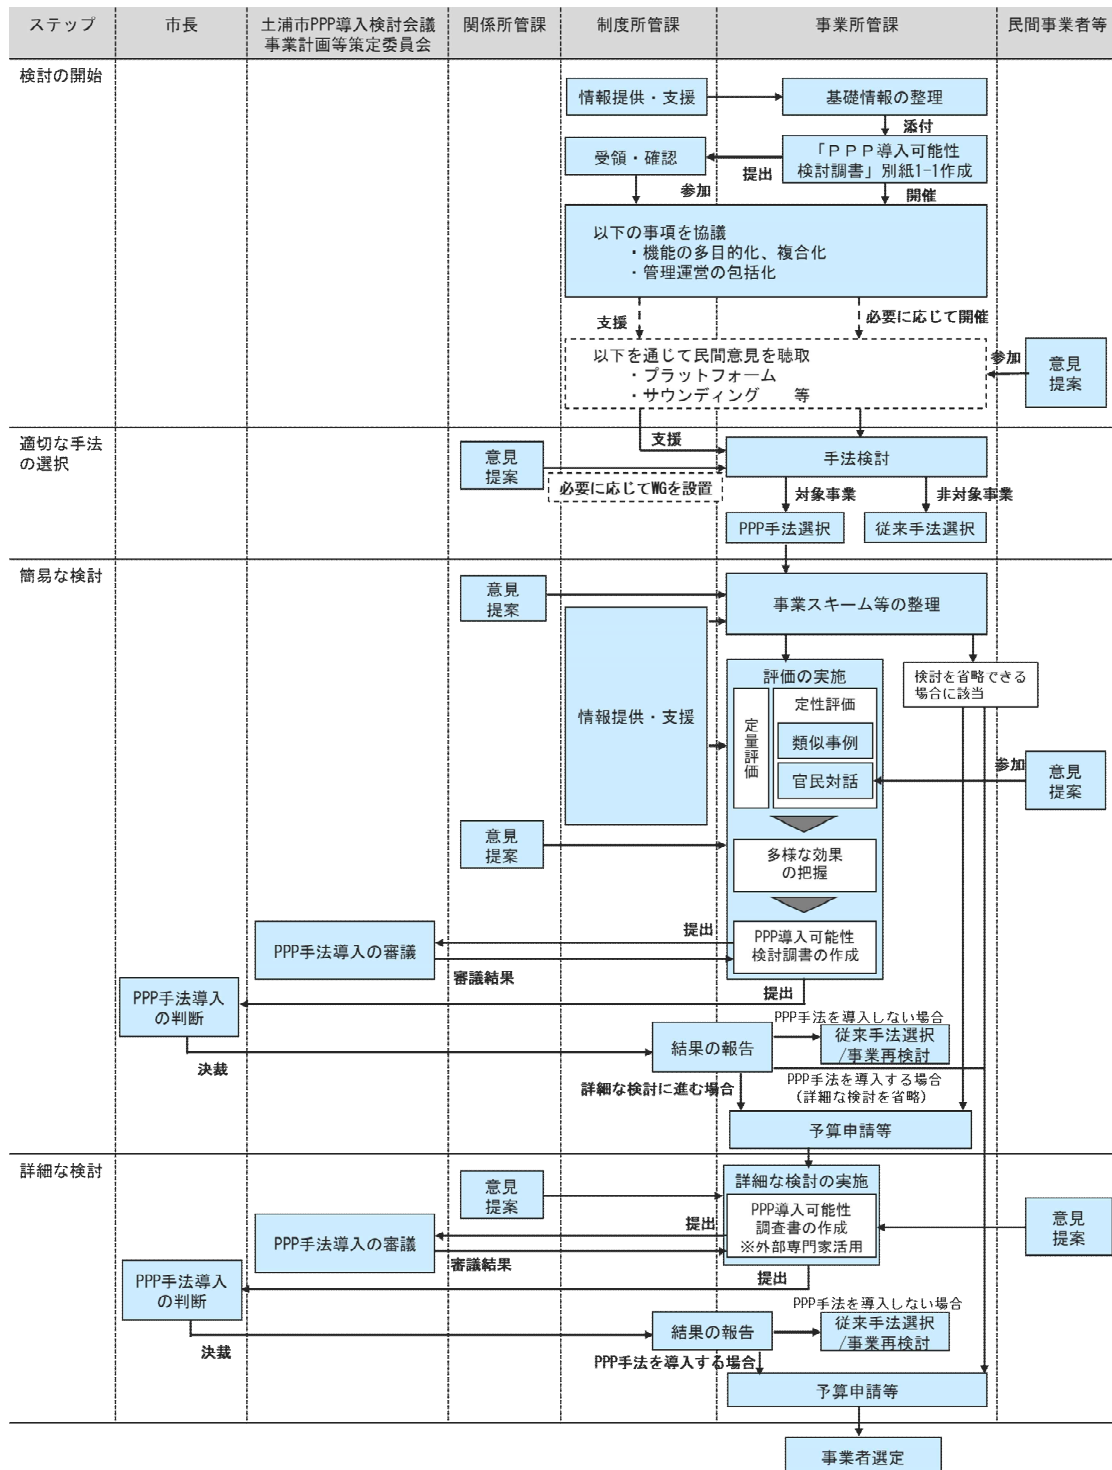 ステップ
市長
土浦市PPP導入検討会議
事業計画等策定委員会
関係所管課
制度所管課
事業所管課
民間事業者等
検討の開始
情報提供・支援
基礎情報の整理
添付
受領・確認
提出
「ＰＰＰ導入可能性
検討調書」別紙1-1作成
参加
開催
以下の事項を協議
・機能の多目的化、複合化
・管理運営の包括化
支援
必要に応じて開催
以下を通じて民間意見を聴取
・プラットフォーム
・サウンディング　等
参加
意見
提案
適切な手法
の選択
支援
意見
提案
手法検討
必要に応じてWGを設置
対象事業
非対象事業
PPP手法選択
従来手法選択
簡易な検討
意見
提案
事業スキーム等の整理
情報提供・支援
評価の実施
検討を省略できる
場合に該当
定量評価
定性評価
類似事例
官民対話
参加
意見
提案
意見
提案
多様な効果
の把握
PPP手法導入の審議
提出
審議結果
PPP導入可能性
検討調書の作成
PPP手法導入
の判断
提出
PPP手法を導入しない場合
決裁
結果の報告
従来手法選択
/事業再検討
詳細な検討に進む場合
PPP手法を導入する場合
（詳細な検討を省略）
予算申請等
詳細な検討
意見
提案
詳細な検討の実施
PPP導入可能性
調査書の作成
※外部専門家活用
意見
提案
PPP手法導入の審議
提出
審議結果
PPP手法導入
の判断
提出
PPP手法を導入しない場合
決裁
結果の報告
従来手法選択
/事業再検討
PPP手法を導入する場合
予算申請等
事業者選定